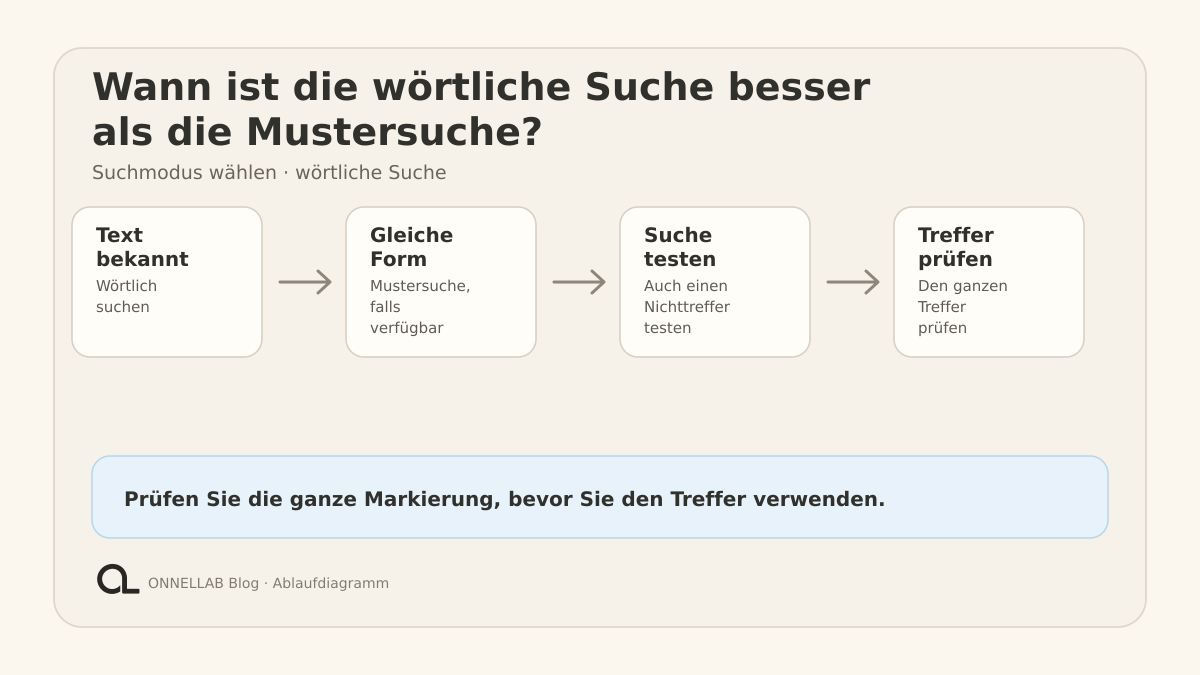 Wann ist die wörtliche Suche besser
als die Mustersuche?
Suchmodus wählen · wörtliche Suche
Text
bekannt
Wörtlich
suchen
Gleiche
Form
Mustersuche,
falls
verfügbar
Suche
testen
Auch einen
Nichttreffer
testen
Treffer
prüfen
Den ganzen
Treffer
prüfen
Prüfen Sie die ganze Markierung, bevor Sie den Treffer verwenden.
ONNELLAB Blog · Ablaufdiagramm